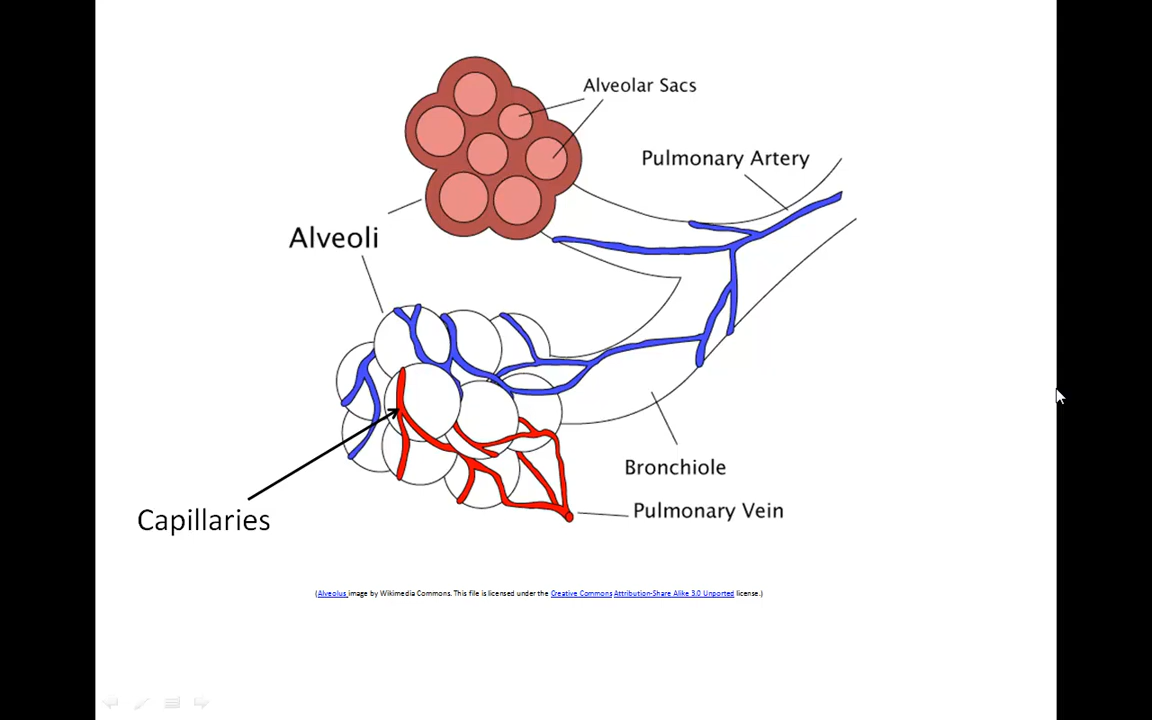 Alveolar Sacs
Pulmonary Artery
Alveoli
Bronchiole
Pulmonary Vein
Capillaries
(Alveolus image by Wikimedia Commons. This file is licensed under the Creative Commons Attribution-Share Alike 3.0 Unported license.)